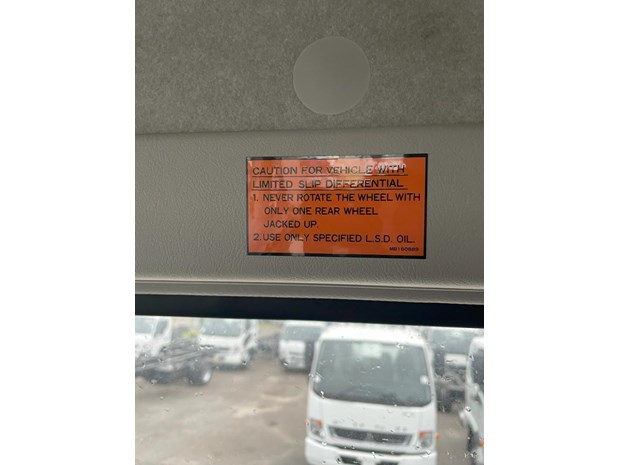 CAUTION FOR VEHICLE WITH
LIMITED SLIP DIFFERENTIAL
1. NEVER ROTATE THE WHEEL WITH
ONLY ONE REAR WHEEL
JACKED UP.
2. USE ONLY SPECIFIED L.S.D. OIL.